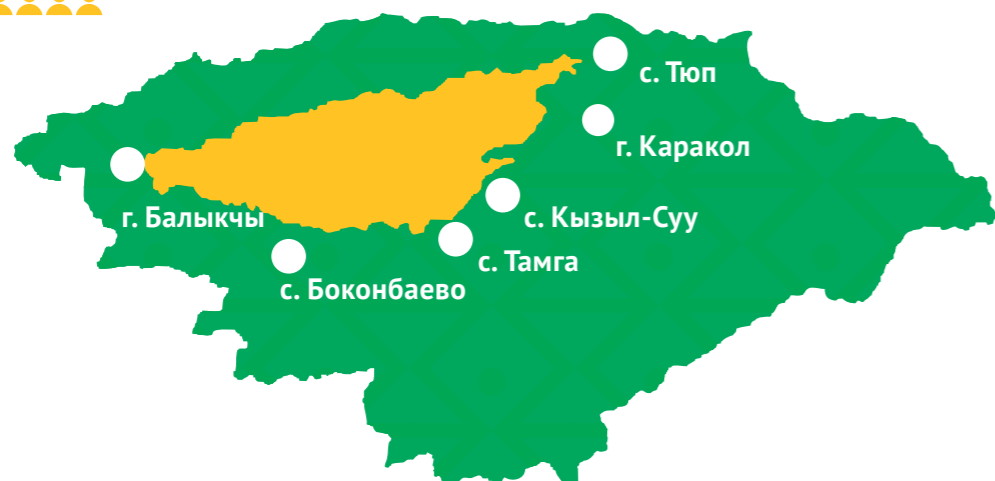 с. Тюп
г. Каракол
г. Балыкчы
с. Кызыл-Суу
с. Тамга
с. Боконбаево